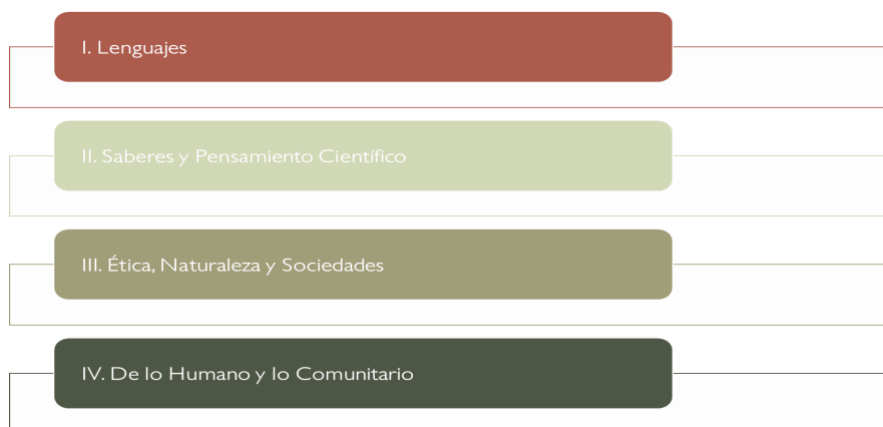 I. Lenguajes
II. Saberes y Pensamiento Científico
III. Ética, Naturaleza y Sociedades
IV. De lo Humano y lo Comunitario